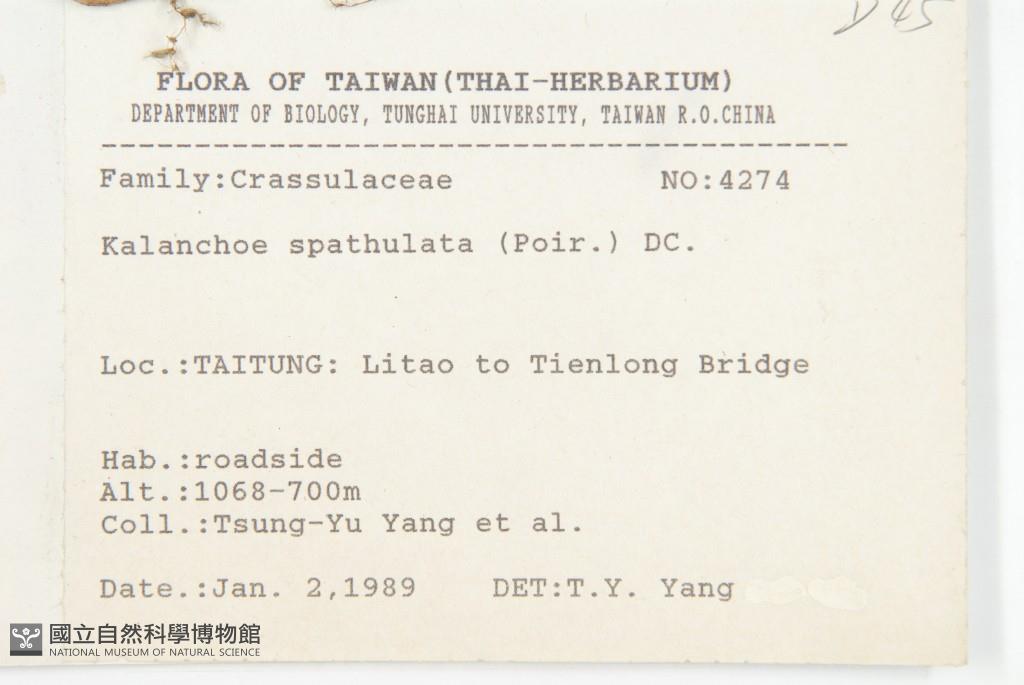 D 45
FLORA OF TAIWAN(THAI-HERBARIUM)
DEPARTMENT OF BIOLOGY, TUNGHAI UNIVERSITY, TAIWAN R.O.CHINA
Family:Crassulaceae NO:4274
Kalanchoe spathulata (Poir.) DC.
Loc.:TAITUNG: Litao to Tienlong Bridge
Hab.:roadside
Alt.:1068-700m
Coll.:Tsung-Yu Yang et al.
Date.:Jan. 2,1989 DET:T.Y. Yang
國立自然科學博物館
NATIONAL MUSEUM OF NATURAL SCIENCE